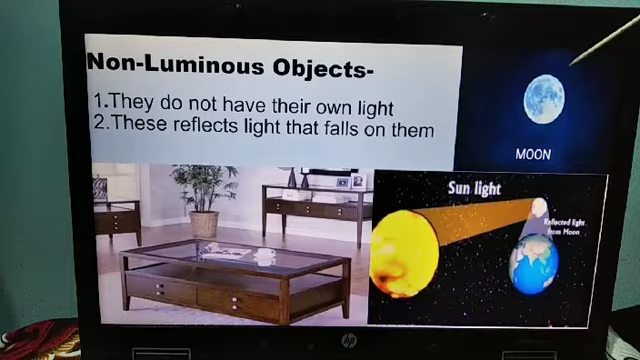 Non-Luminous Objects-
1.They do not have their own light
2.These reflects light that falls on them
MOON
Sun light
Reflected light
from Moon
hp